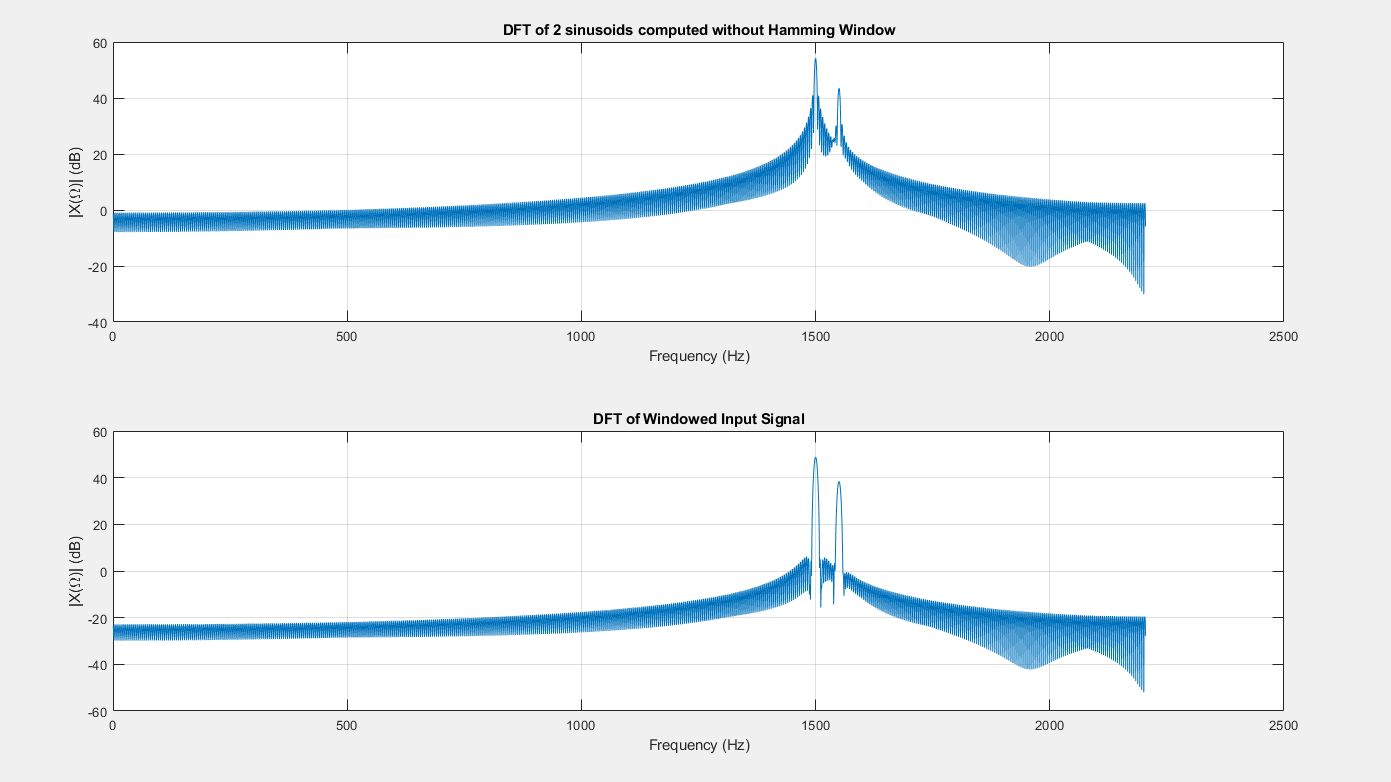 DFT of 2 sinusoids computed without Hamming Window
60
40
20
0
-20
-40
|X(Ω)| (dB)
0 500 1000 1500 2000 2500
Frequency (Hz)
DFT of Windowed Input Signal
60
40
20
0
-20
-40
-60
|X(Ω)| (dB)
0 500 1000 1500 2000 2500
Frequency (Hz)